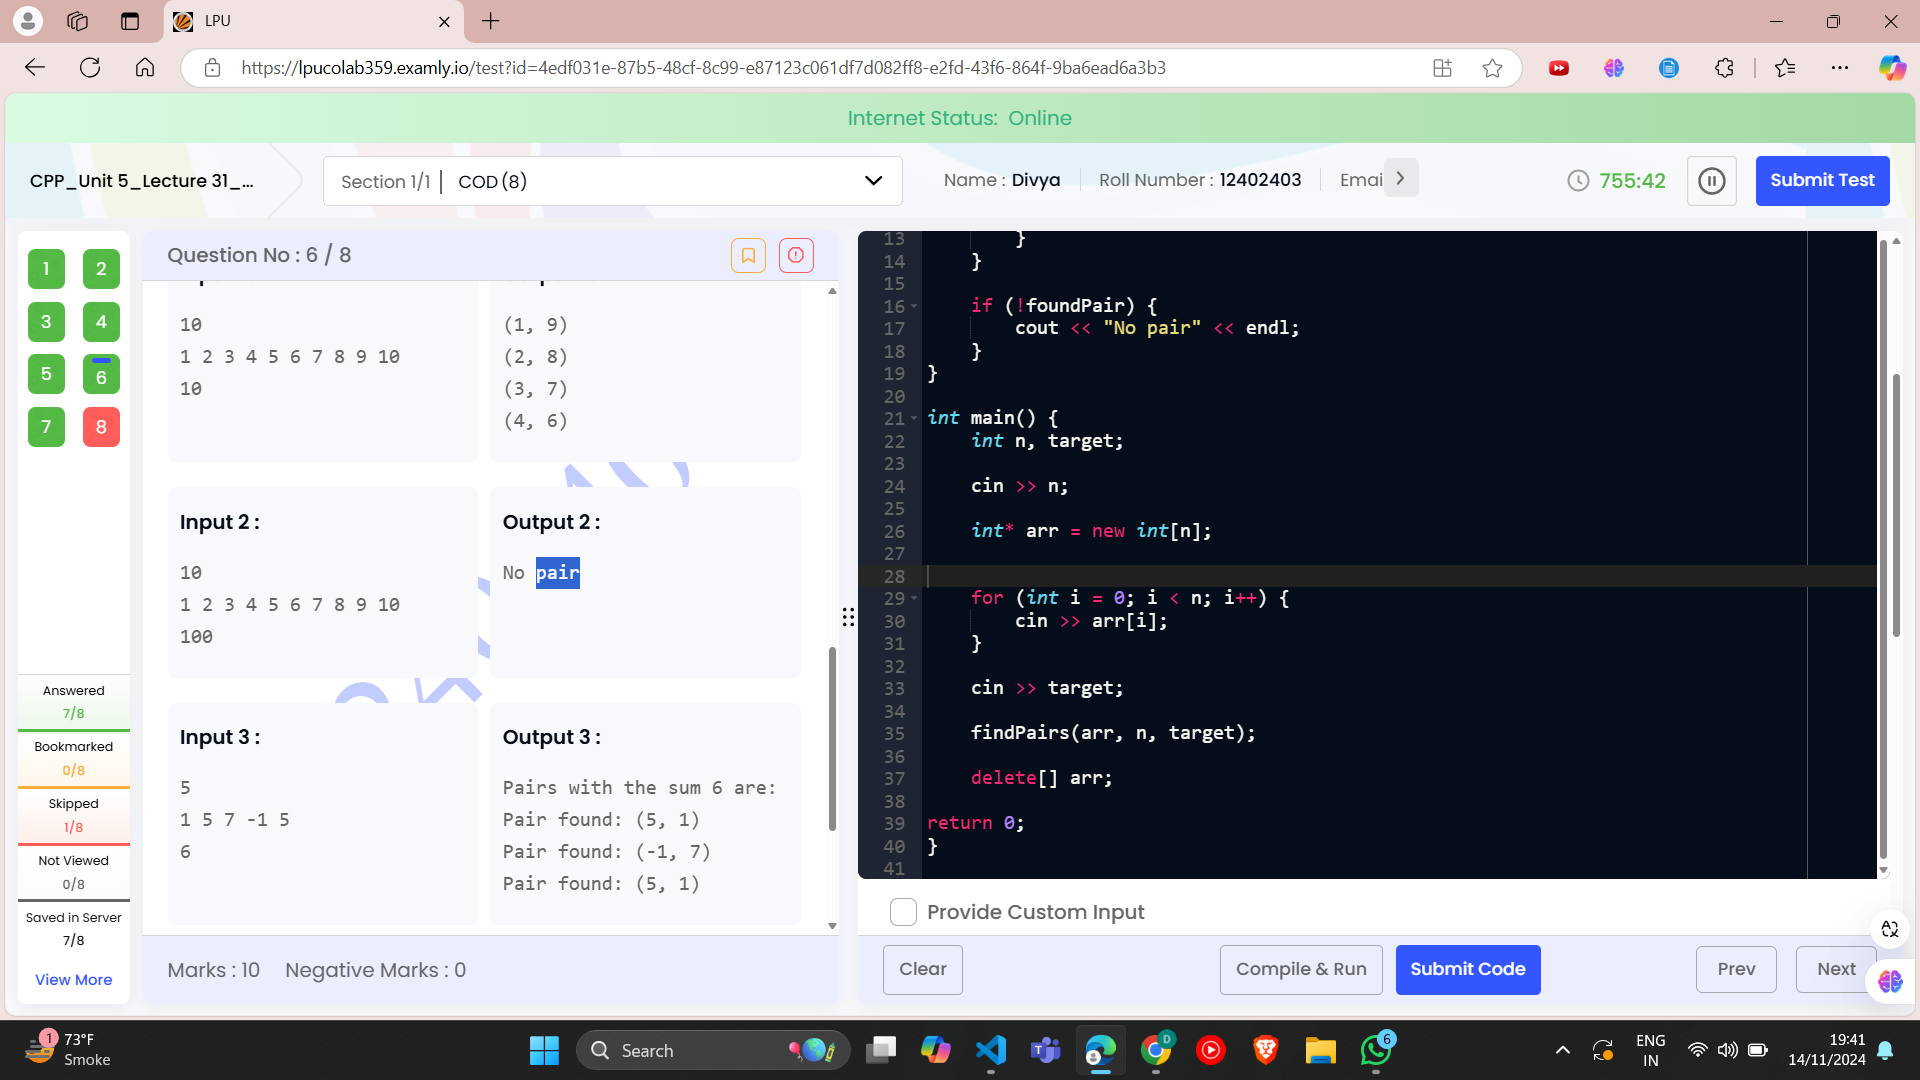 LPU
https://lpucolab359.examly.io/test?id=4edf031e-87b5-48cf-8c99-e87123c061df7d082ff8-e2fd-43f6-864f-9ba6ead6a3b3
Internet Status: Online
CPP_Unit 5_Lecture 31_...
Section 1/1 | COD (8)
Name : Divya
Roll Number : 12402403
Emai
755:42
Submit Test
1 2
3 4
5 6
7 8
Answered
7/8
Bookmarked
0/8
Skipped
1/8
Not Viewed
0/8
Saved in Server
7/8
View More
Question No : 6 / 8
10
1 2 3 4 5 6 7 8 9 10
10
(1, 9)
(2, 8)
(3, 7)
(4, 6)
Input 2 :
10
1 2 3 4 5 6 7 8 9 10
100
Output 2 :
No pair
Input 3 :
5
1 5 7 -1 5
6
Output 3 :
Pairs with the sum 6 are:
Pair found: (5, 1)
Pair found: (-1, 7)
Pair found: (5, 1)
Marks : 10 Negative Marks : 0
13 }
14 }
15
16 if (!foundPair) {
17 cout << "No pair" << endl;
18 }
19 }
20
21 int main() {
22 int n, target;
23
24 cin >> n;
25
26 int* arr = new int[n];
27
28
29 for (int i = 0; i < n; i++) {
30 cin >> arr[i];
31 }
32
33 cin >> target;
34
35 findPairs(arr, n, target);
36
37 delete[] arr;
38
39 return 0;
40 }
41
Provide Custom Input
Clear
Compile & Run
Submit Code
Prev
Next
1
73°F
Smoke
Search
D
6
ENG
IN
19:41
14/11/2024